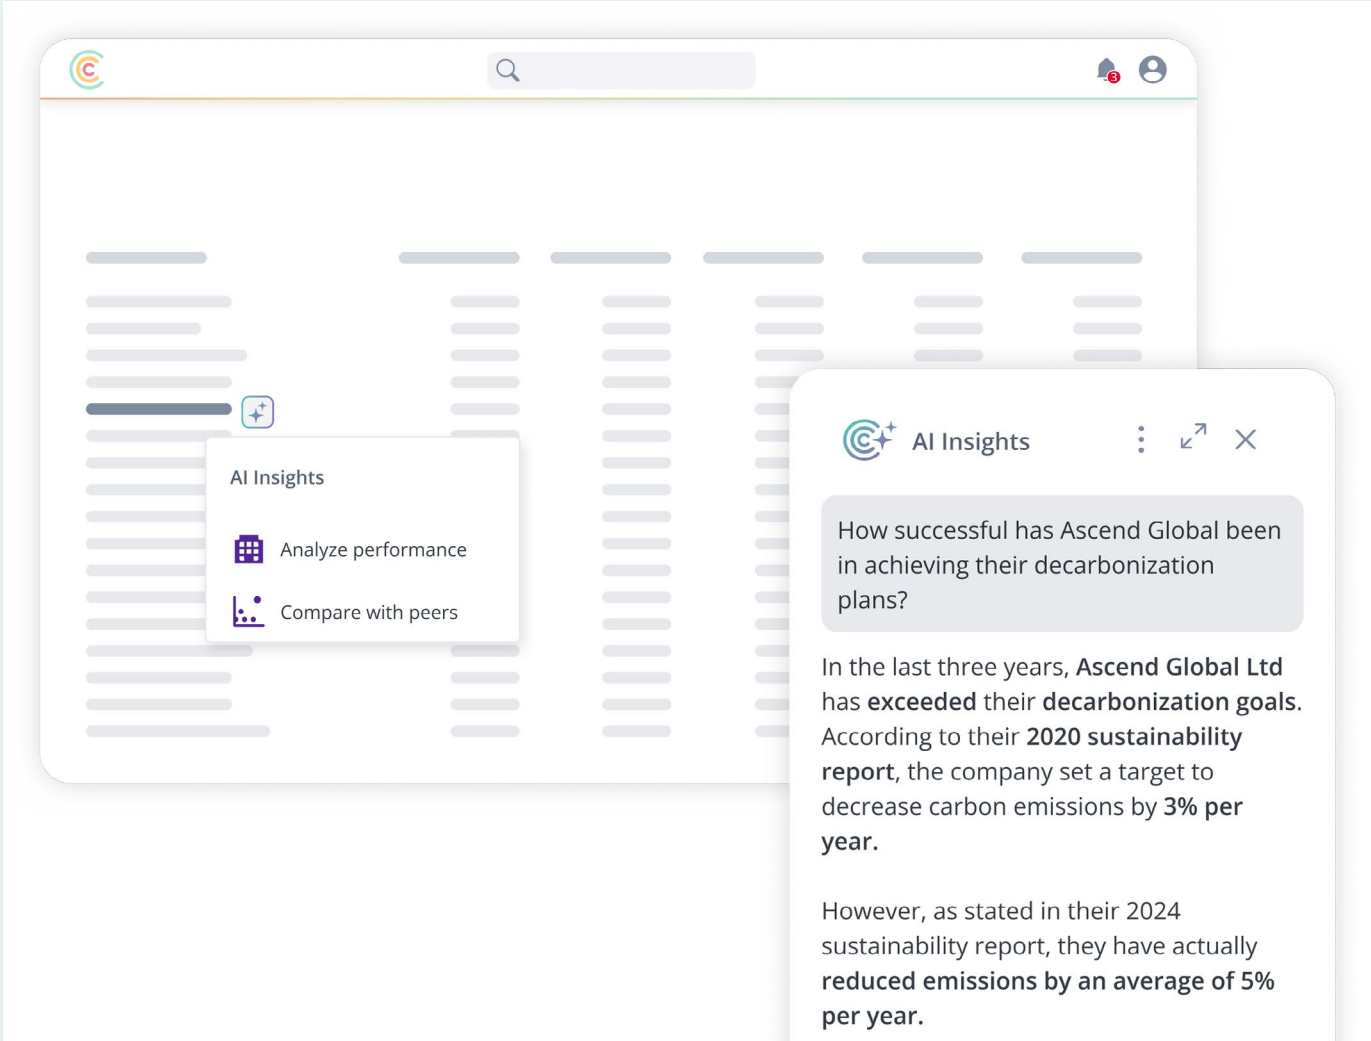 C
3
AI Insights
Analyze performance
Compare with peers
C
AI Insights
How successful has Ascend Global been
in achieving their decarbonization
plans?
In the last three years, Ascend Global Ltd
has exceeded their decarbonization goals.
According to their 2020 sustainability
report, the company set a target to
decrease carbon emissions by 3% per
year.
However, as stated in their 2024
sustainability report, they have actually
reduced emissions by an average of 5%
per year.